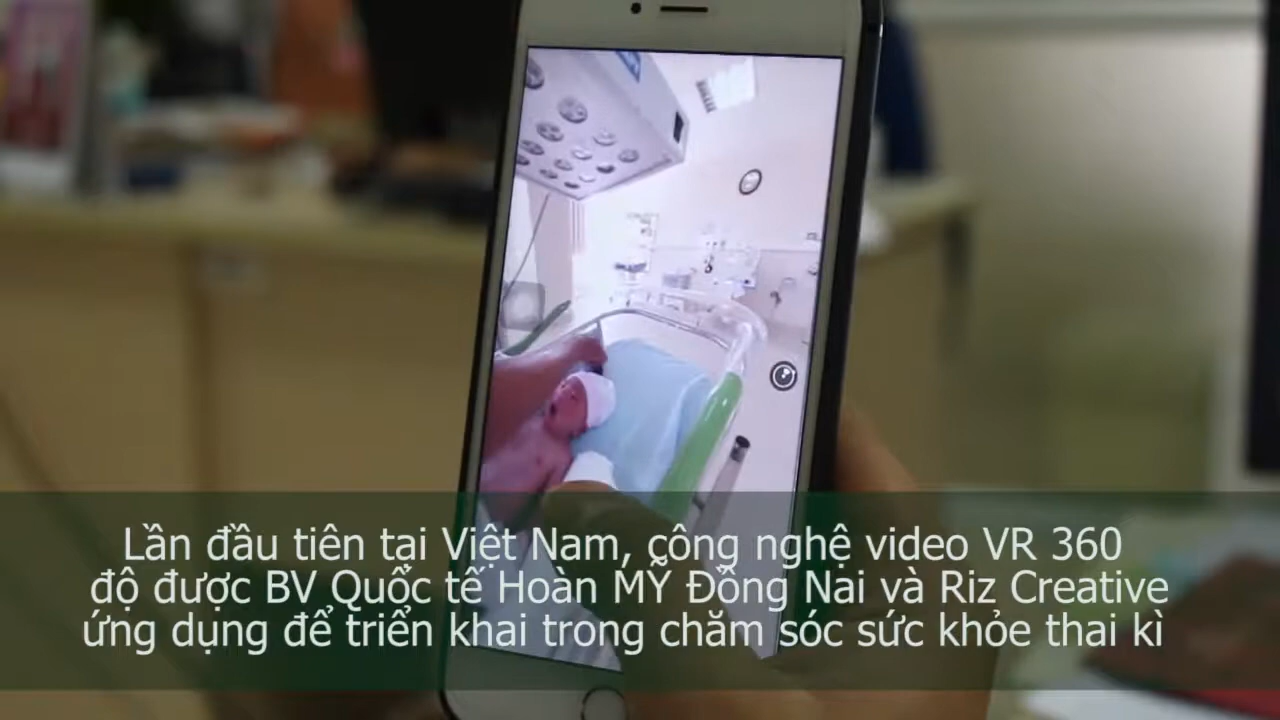 Lần đầu tiên tại Việt Nam, công nghệ video VR 360
độ được BV Quốc tế Hoàn MỸ Đồng Nai và Riz Creative
ứng dụng để triển khai trong chăm sóc sức khỏe thai kì